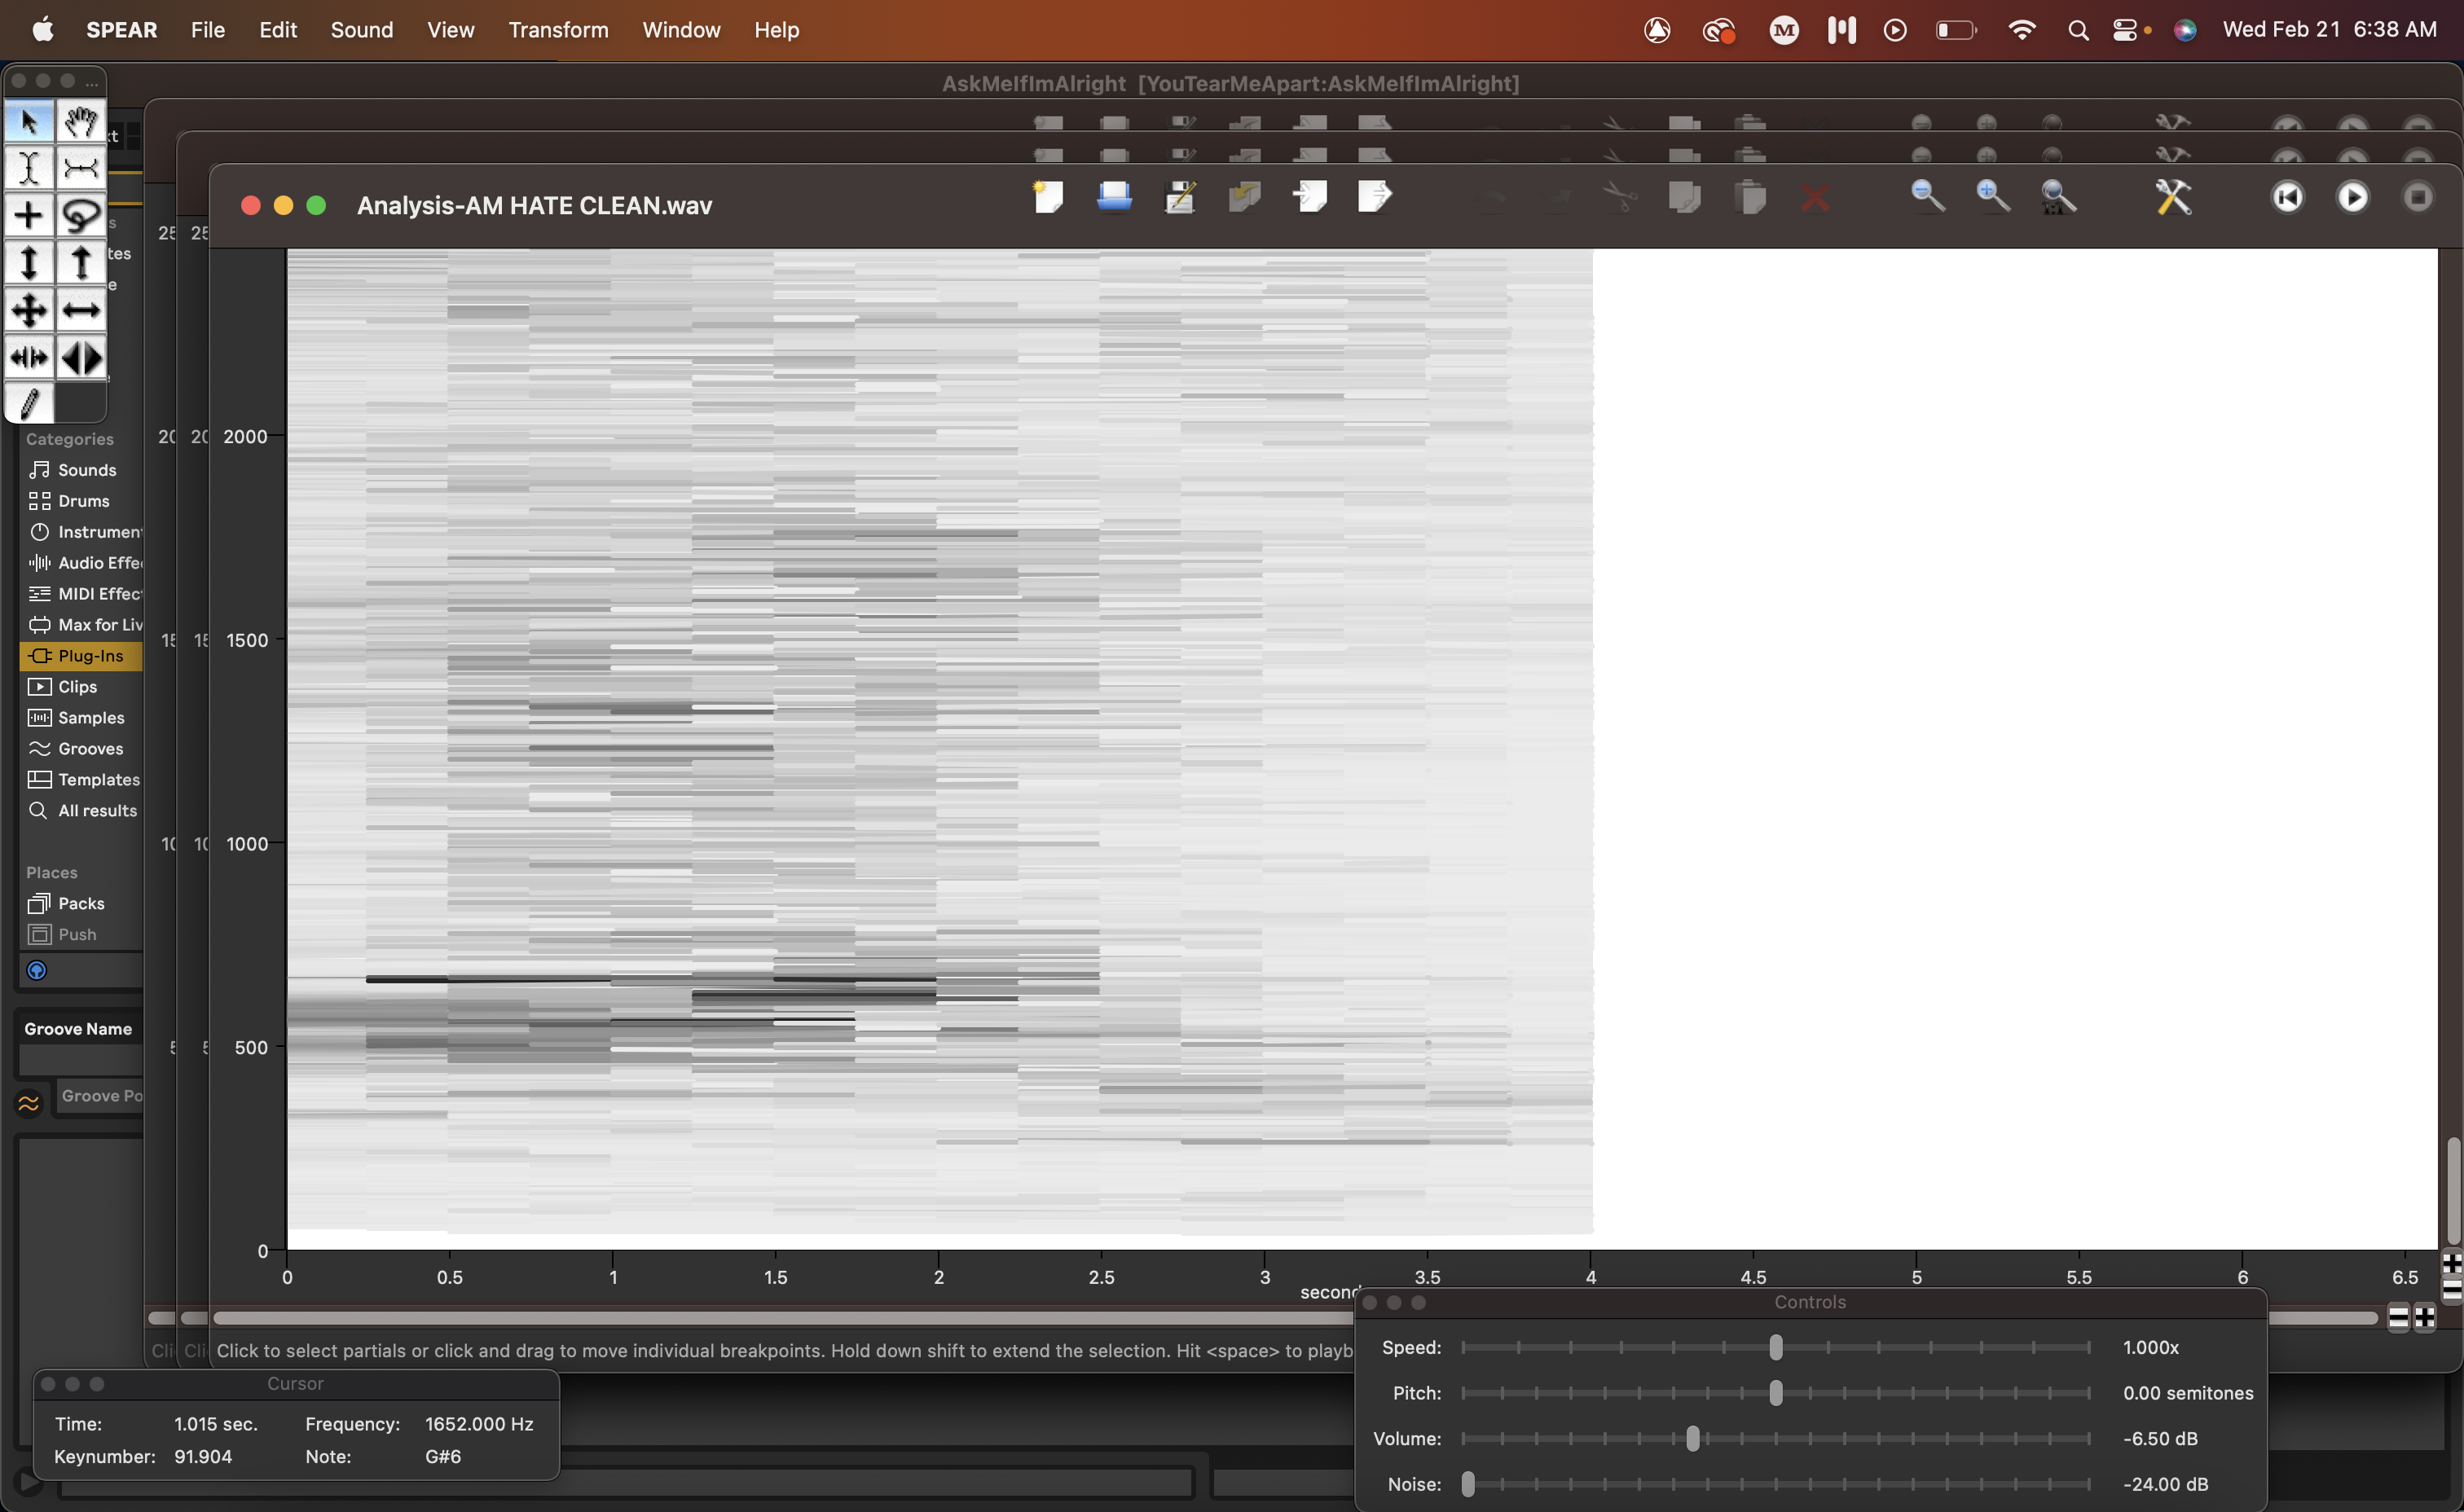 SPEAR File Edit Sound View Transform Window Help Wed Feb 21 6:38 AM
AskMeIfImAlright [YouTearMeApart:AskMeIfImAlright]
...
Analysis-AM HATE CLEAN.wav
2000
1500
1000
500
0
0 0.5 1 1.5 2 2.5 3 3.5 4 4.5 5 5.5 6 6.5
Categories
Sounds
Drums
Audio Effe
MIDI Effec
Max for Liv
Plug-Ins
Clips
Samples
Grooves
Templates
All results
Places
Packs
Push
Groove Name
Groove Po
25 25
20 20
15 15
10 10
5 5
Click to select partials or click and drag to move individual breakpoints. Hold down shift to extend the selection. Hit <space> to playb
Cursor
Time: 1.015 sec. Frequency: 1652.000 Hz
Keynumber: 91.904 Note: G#6
Controls
Speed: 1.000x
Pitch: 0.00 semitones
Volume: -6.50 dB
Noise: -24.00 dB